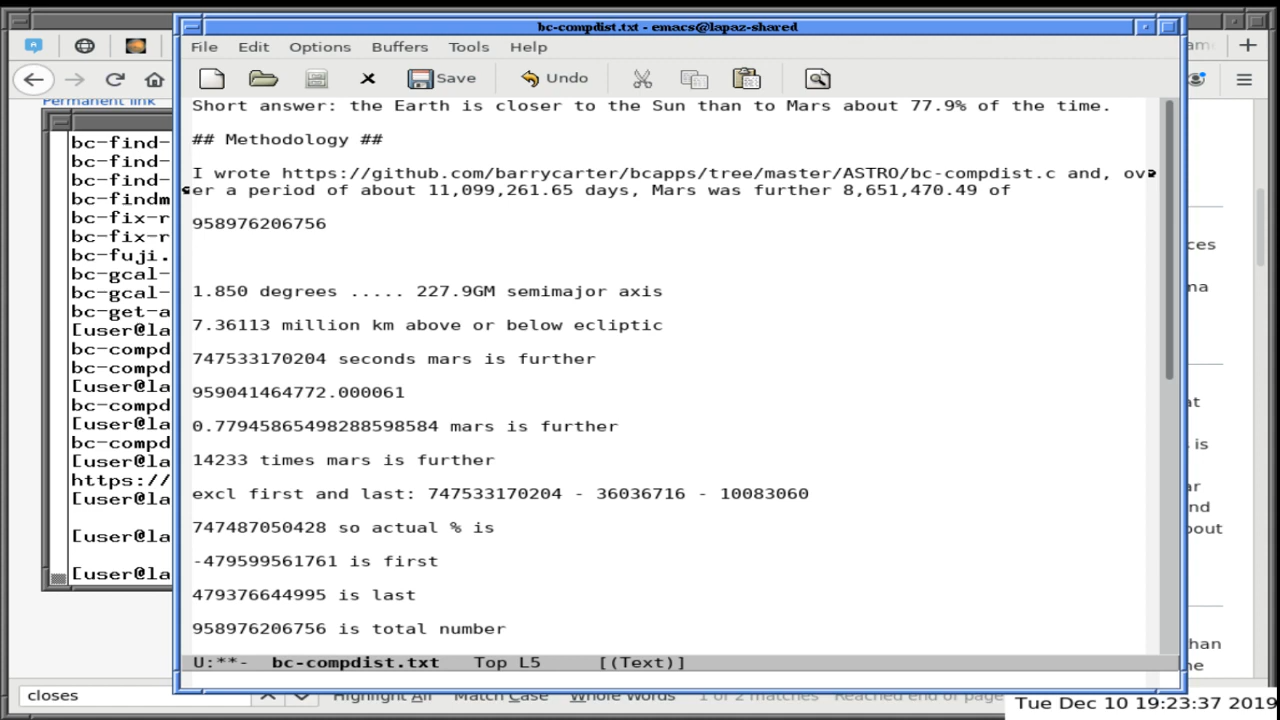 bc-compdist.txt - emacs@lapaz-shared
File Edit Options Buffers Tools Help
Save Undo
Permanent link
Short answer: the Earth is closer to the Sun than to Mars about 77.9% of the time.
## Methodology ##
I wrote https://github.com/barrycarter/bcapps/tree/master/ASTRO/bc-compdist.c and, ov
er a period of about 11,099,261.65 days, Mars was further 8,651,470.49 of
958976206756
1.850 degrees ..... 227.9GM semimajor axis
7.36113 million km above or below ecliptic
747533170204 seconds mars is further
959041464772.000061
0.77945865498288598584 mars is further
14233 times mars is further
excl first and last: 747533170204 - 36036716 - 10083060
747487050428 so actual % is
-479599561761 is first
479376644995 is last
958976206756 is total number
U:**- bc-compdist.txt Top L5 [(Text)]
bc-find-
bc-find-
bc-find-
bc-findm
bc-fix-r
bc-fix-r
bc-fuji.
bc-gcal-
bc-gcal-
bc-get-a
[user@la
bc-compd
bc-compd
[user@la
bc-compd
[user@la
bc-compd
[user@la
https://
[user@la
[user@la
[user@la
closes Highlight All Match Case Whole Words 1 of 2 matches Reached end of page
Tue Dec 10 19:23:37 2019